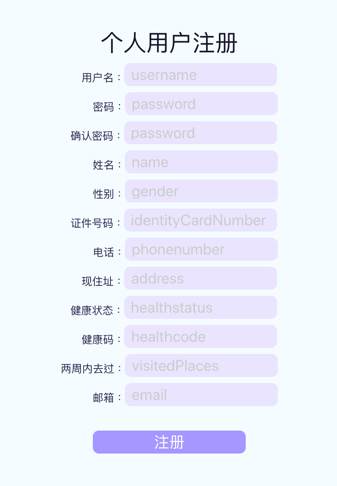 个人用户注册
用户名： username
密码： password
确认密码： password
姓名： name
性别： gender
证件号码： identityCardNumber
电话： phonenumber
现住址： address
健康状态： healthstatus
健康码： healthcode
两周内去过： visitedPlaces
邮箱： email
注册